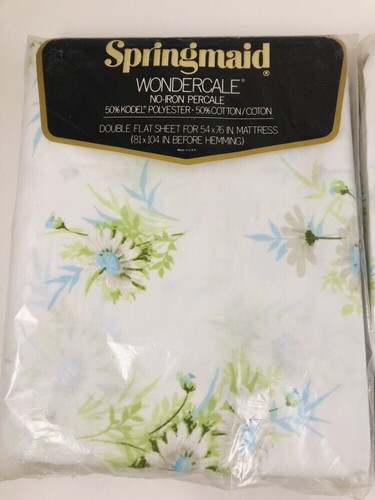 Springmaid®
WONDERCALE®
NO-IRON PERCALE
50% KODEL® POLYESTER • 50% COTTON/COTON
DOUBLE FLAT SHEET FOR 54 x 76 IN. MATTRESS
(81 x 104 IN. BEFORE HEMMING)